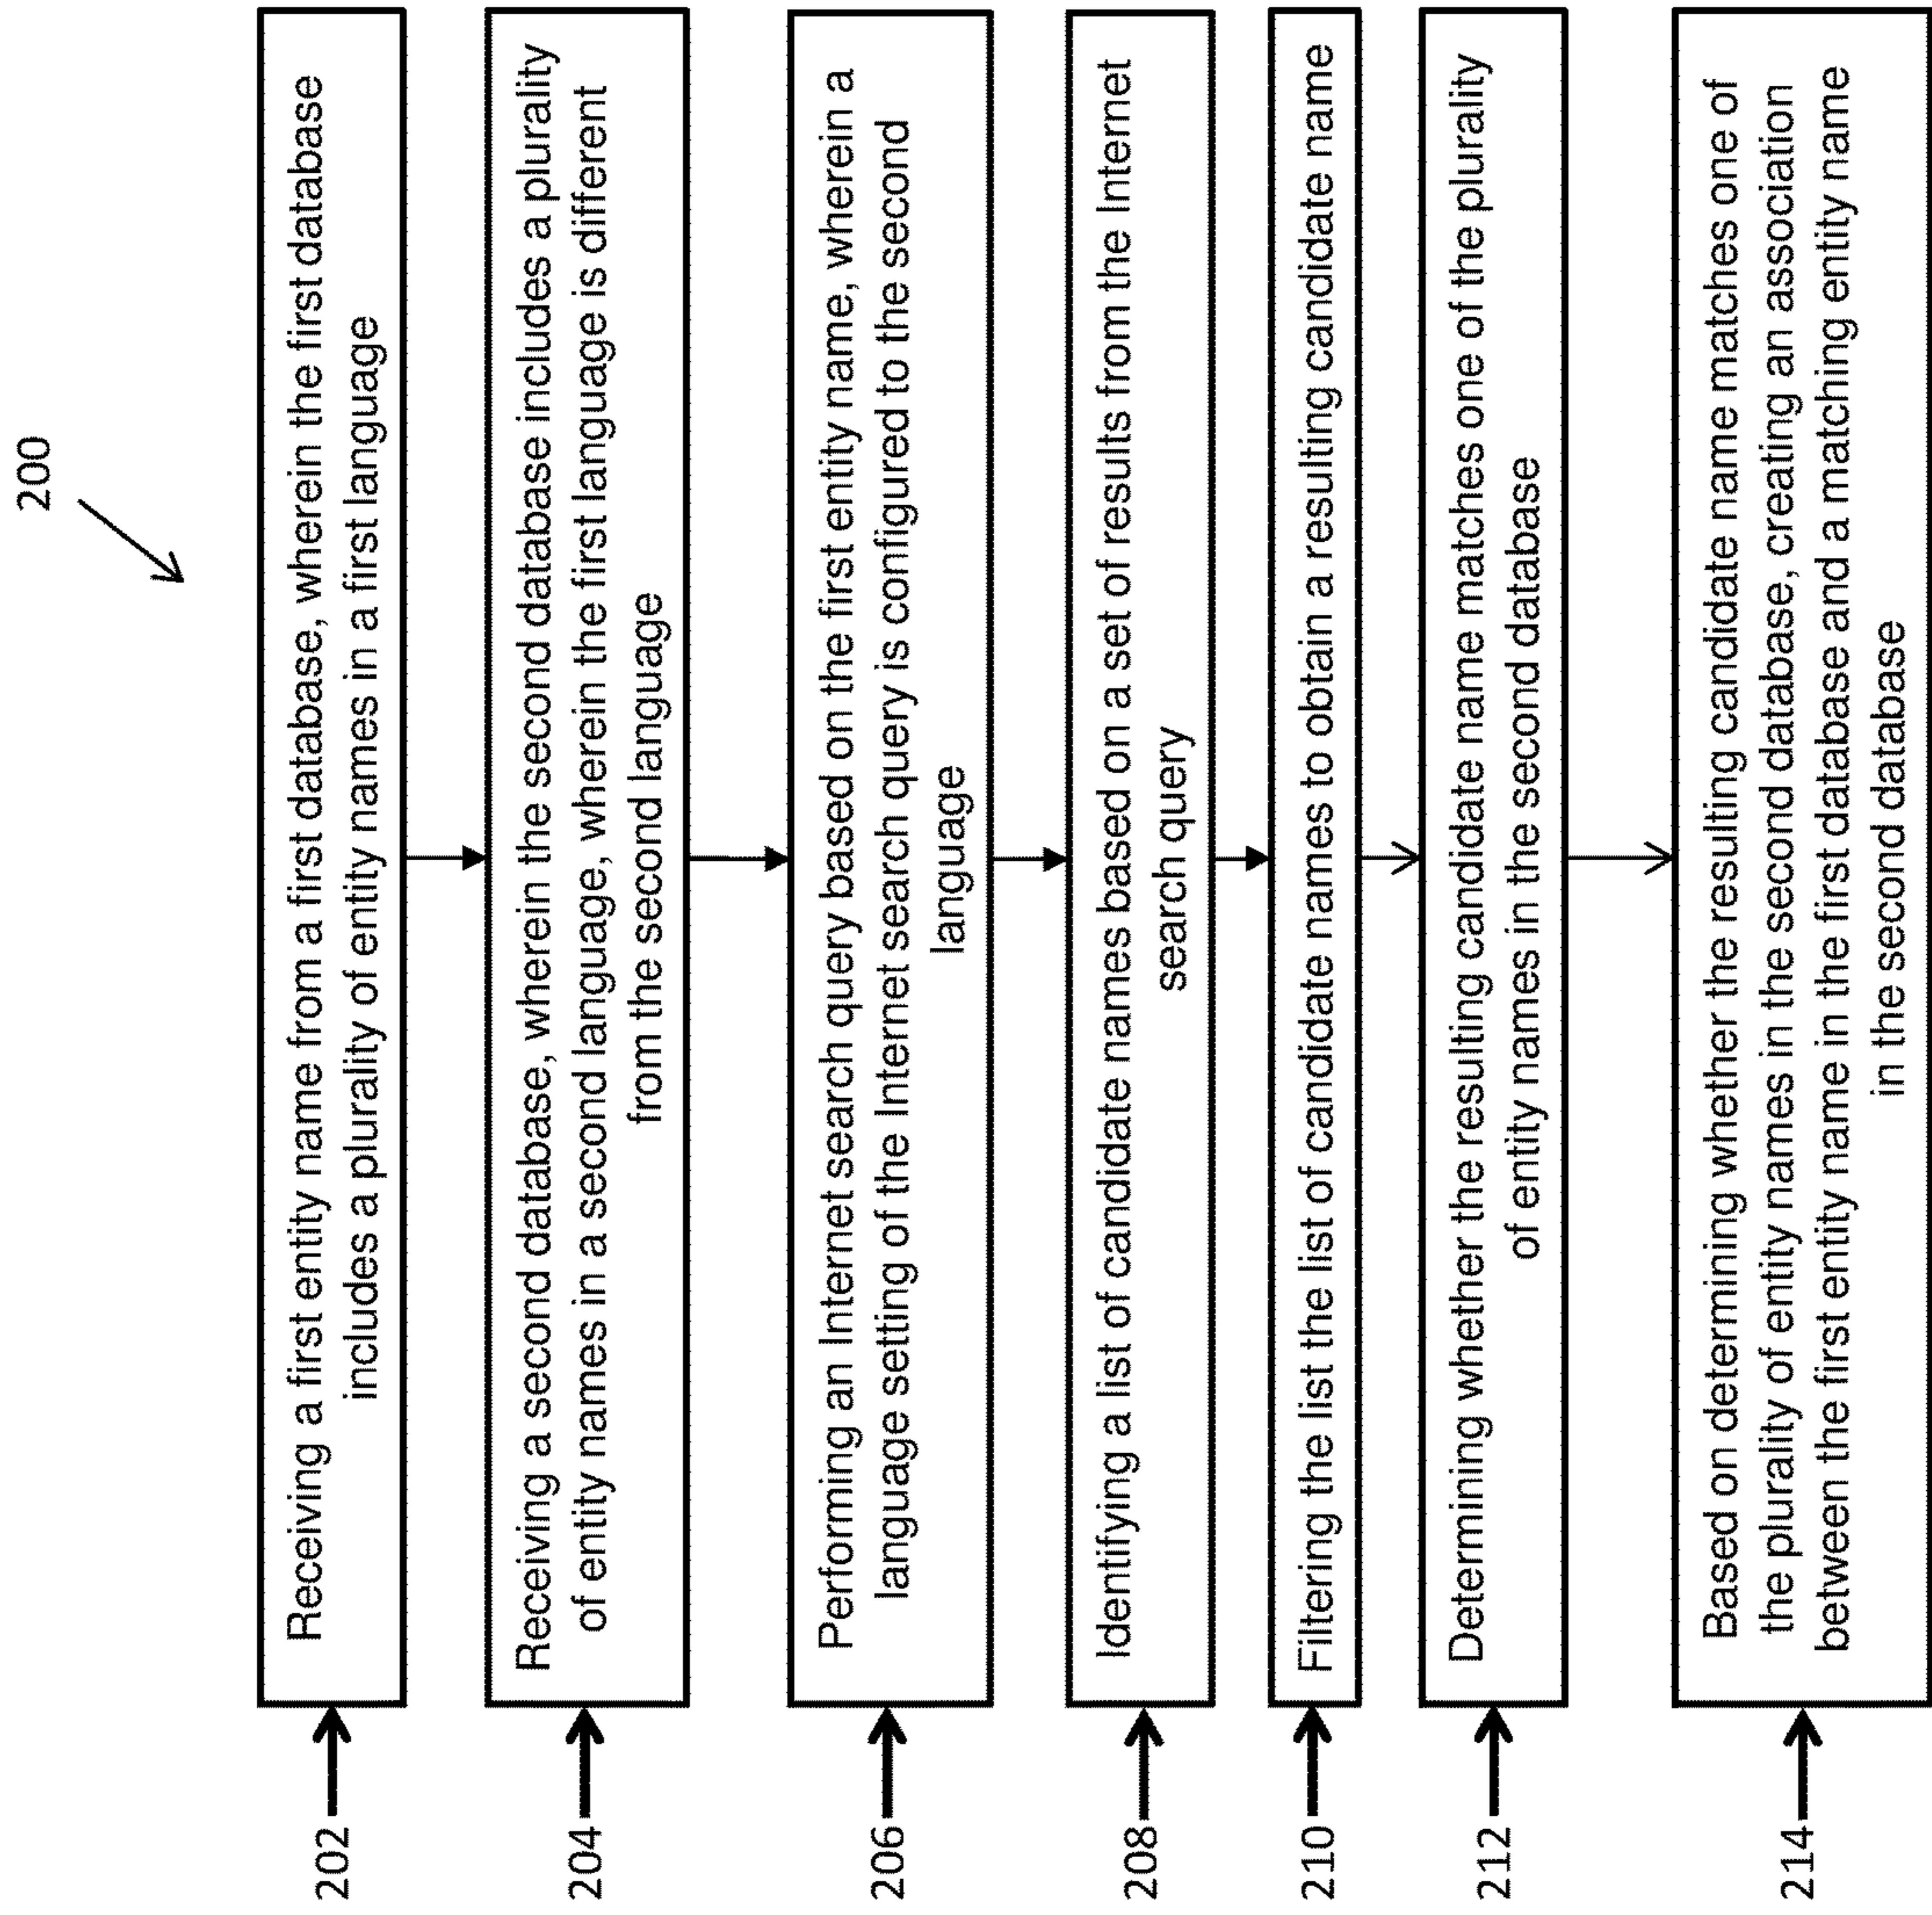 200
202
Receiving a first entity name from a first database, wherein the first database
includes a plurality of entity names in a first language
204
Receiving a second database, wherein the second database includes a plurality
of entity names in a second language, wherein the first language is different
from the second language
206
Performing an Internet search query based on the first entity name, wherein a
language setting of the Internet search query is configured to the second
language
208
Identifying a list of candidate names based on a set of results from the Internet
search query
210
Filtering the list the list of candidate names to obtain a resulting candidate name
212
Determining whether the resulting candidate name matches one of the plurality
of entity names in the second database
214
Based on determining whether the resulting candidate name matches one of
the plurality of entity names in the second database, creating an association
between the first entity name in the first database and a matching entity name
in the second database